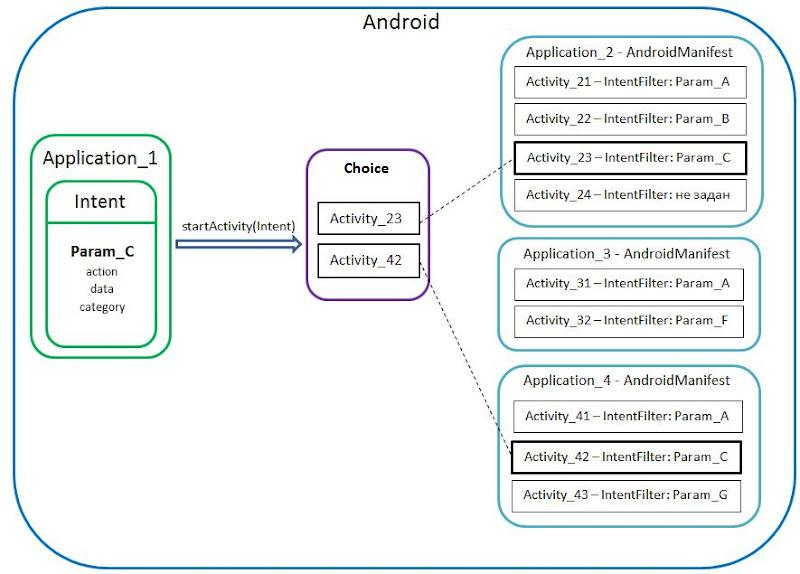 Android
Application_1
Intent
Param_C
action
data
category
startActivity(Intent)
Choice
Activity_23
Activity_42
Application_2 - AndroidManifest
Activity_21 – IntentFilter: Param_A
Activity_22 – IntentFilter: Param_B
Activity_23 – IntentFilter: Param_C
Activity_24 – IntentFilter: не задан
Application_3 - AndroidManifest
Activity_31 – IntentFilter: Param_A
Activity_32 – IntentFilter: Param_F
Application_4 - AndroidManifest
Activity_41 – IntentFilter: Param_A
Activity_42 – IntentFilter: Param_C
Activity_43 – IntentFilter: Param_G